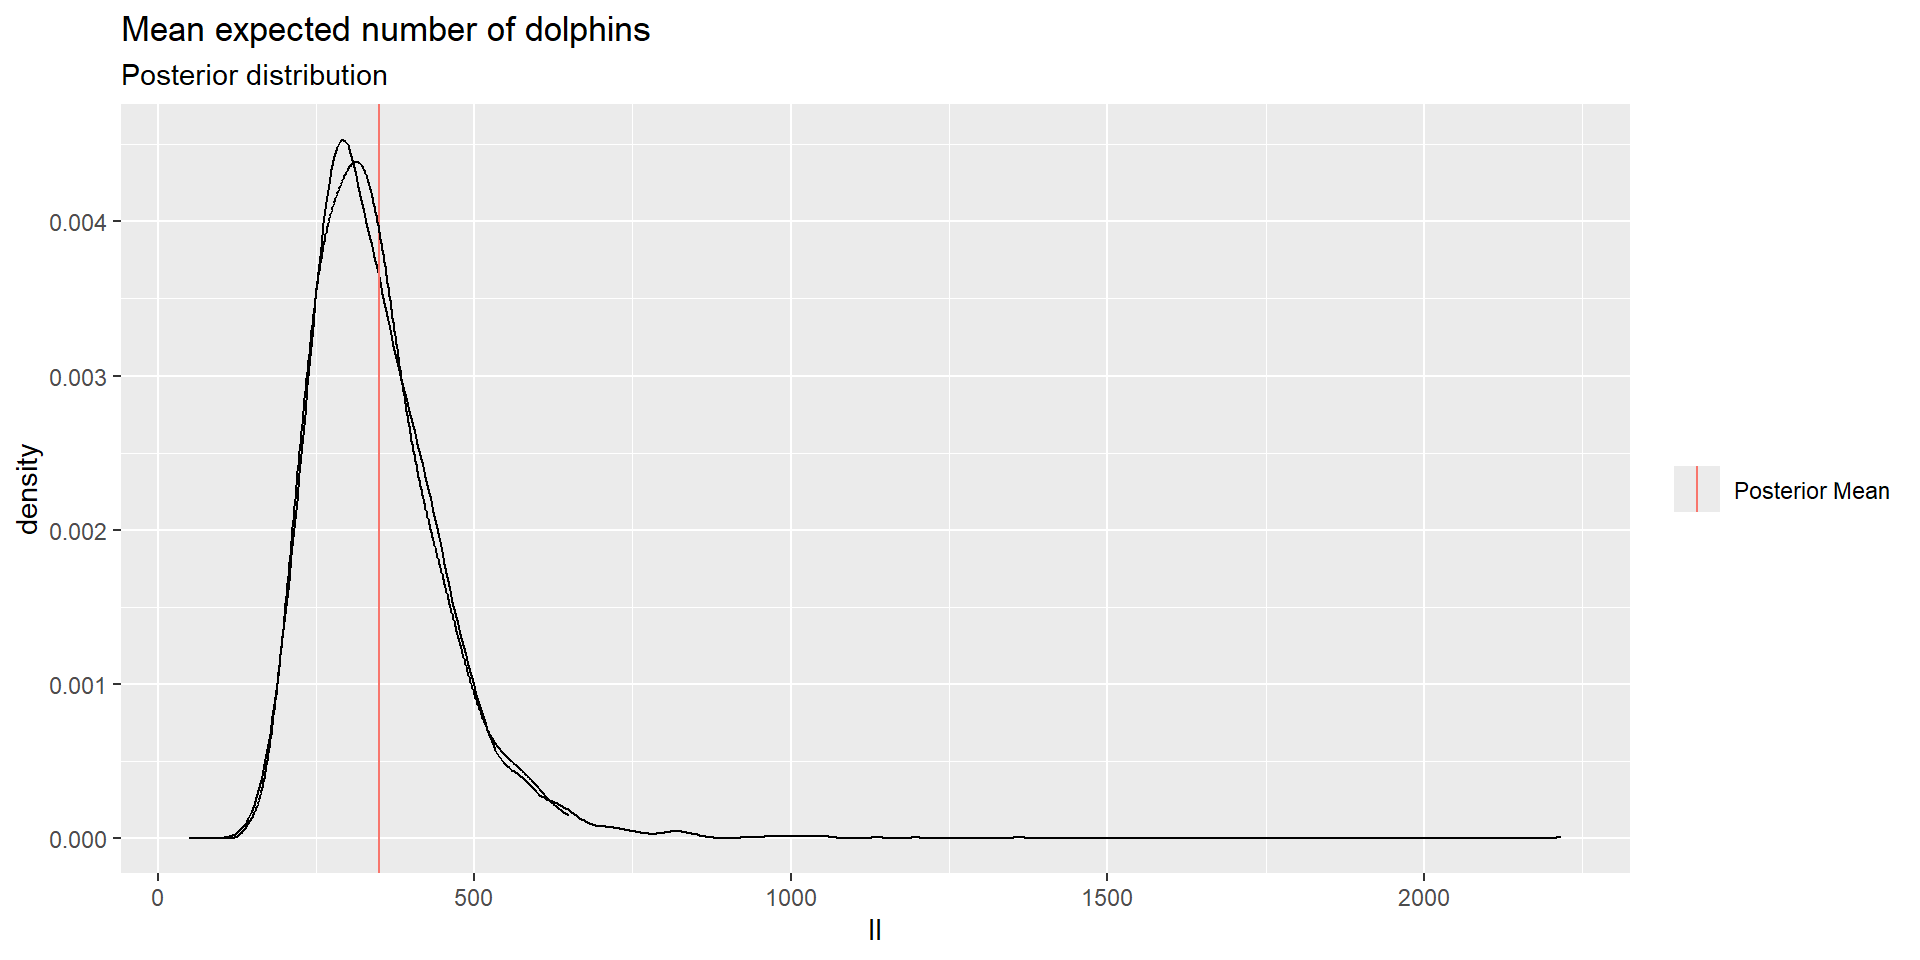 Mean expected number of dolphins
Posterior distribution
0.004
0.003
0.002
0.001
0.000
density
0 500 1000 1500 2000
ll
Posterior Mean